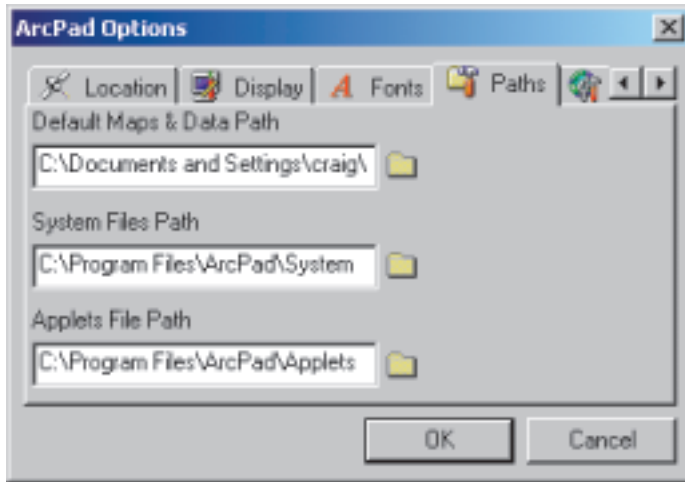 ArcPad Options
Location Display Fonts Paths
Default Maps & Data Path
C:\Documents and Settings\craig\
System Files Path
C:\Program Files\ArcPad\System
Applets File Path
C:\Program Files\ArcPad\Applets
OK Cancel